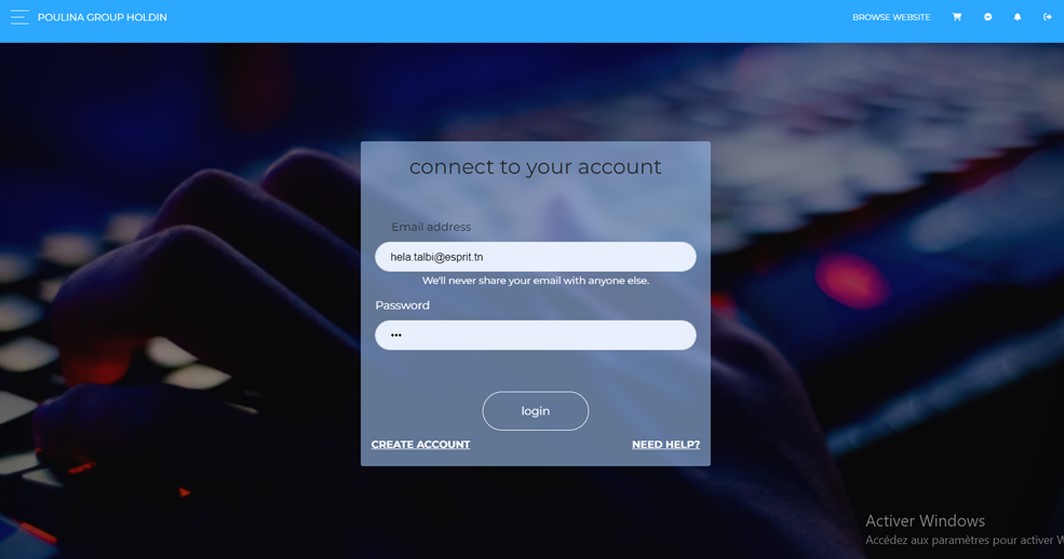 POULINA GROUP HOLDIN
BROWSE WEBSITE
connect to your account
Email address
hela.talbi@esprit.tn
We'll never share your email with anyone else.
Password
•••
login
CREATE ACCOUNT
NEED HELP?
Activer Windows
Accédez aux paramètres pour activer W